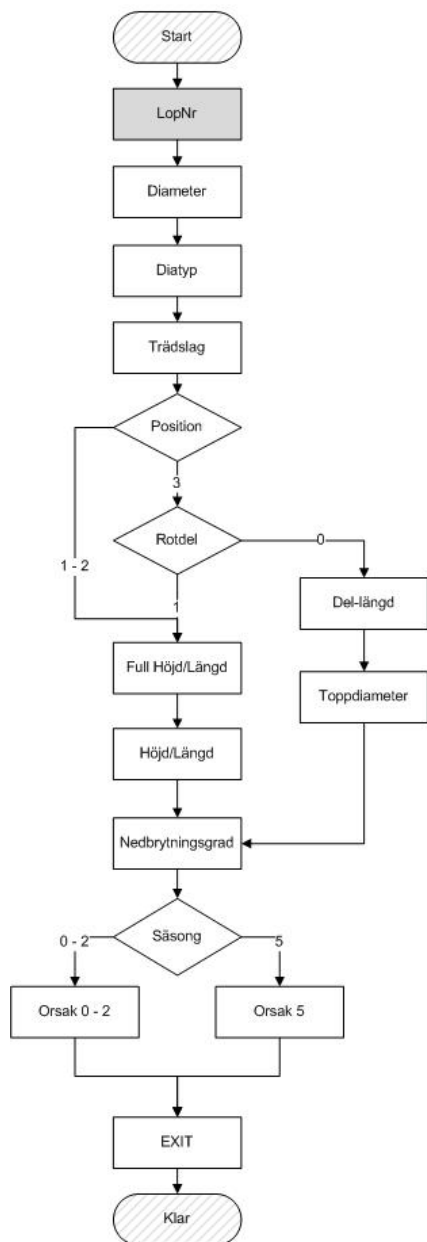 Start
LopNr
Diameter
Diatyp
Trädslag
Position
3
1 - 2
Rotdel
0
1
Del-längd
Full Höjd/Längd
Toppdiameter
Höjd/Längd
Nedbrytningsgrad
Säsong
0 - 2
5
Orsak 0 - 2
Orsak 5
EXIT
Klar